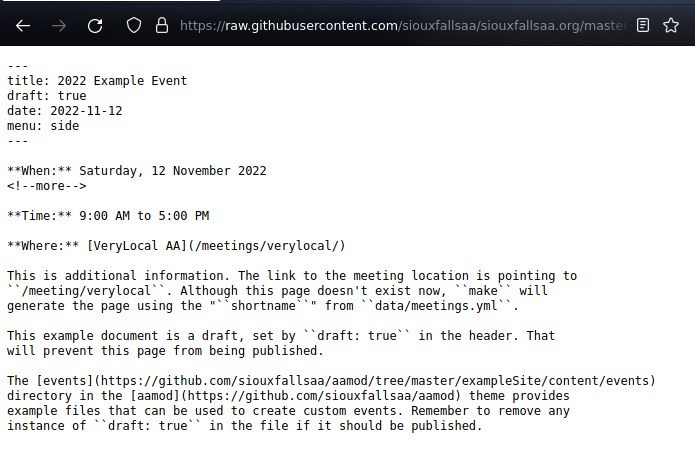 https://raw.githubusercontent.com/siouxfallsaa/siouxfallsaa.org/master
---
title: 2022 Example Event
draft: true
date: 2022-11-12
menu: side
---
**When:** Saturday, 12 November 2022
<!--more-->
**Time:** 9:00 AM to 5:00 PM
**Where:** [VeryLocal AA](/meetings/verylocal/)
This is additional information. The link to the meeting location is pointing to
``/meeting/verylocal``. Although this page doesn't exist now, ``make`` will
generate the page using the "``shortname``" from ``data/meetings.yml``.
This example document is a draft, set by ``draft: true`` in the header. That
will prevent this page from being published.
The [events](https://github.com/siouxfallsaa/aamod/tree/master/exampleSite/content/events)
directory in the [aamod](https://github.com/siouxfallsaa/aamod) theme provides
example files that can be used to create custom events. Remember to remove any
instance of ``draft: true`` in the file if it should be published.